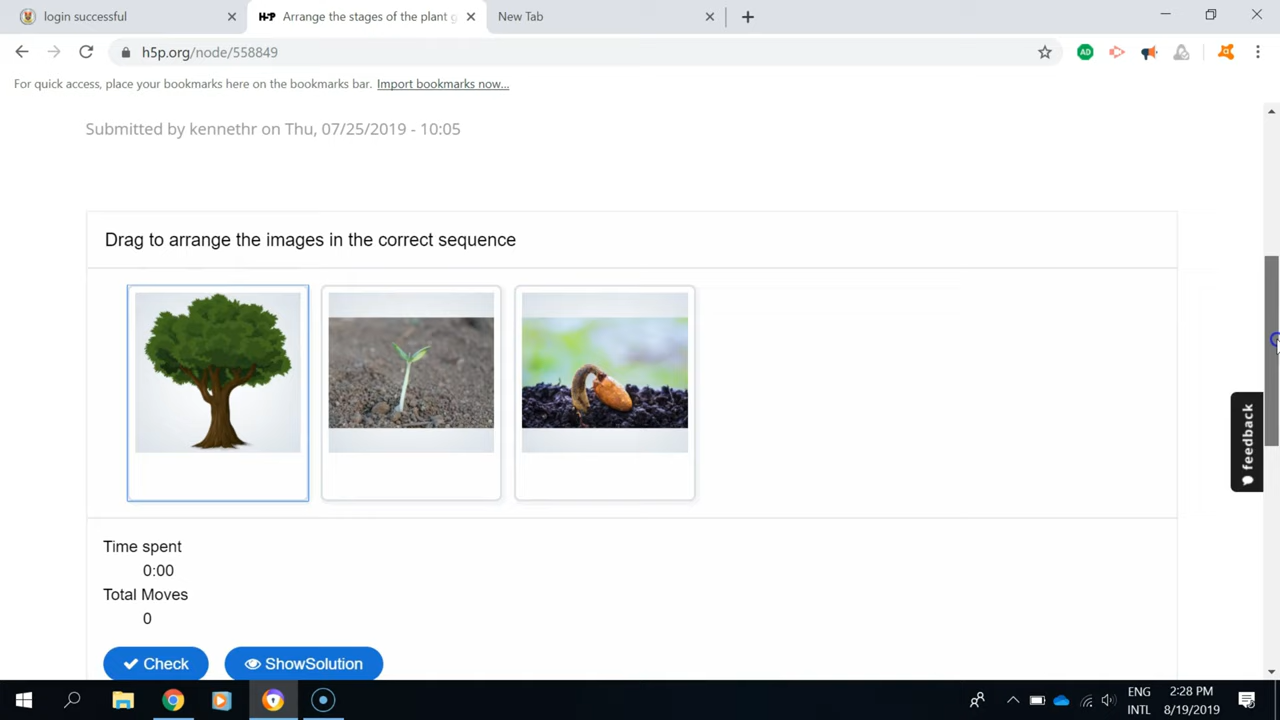 login successful
H-P Arrange the stages of the plant g
New Tab
h5p.org/node/558849
AD
For quick access, place your bookmarks here on the bookmarks bar. Import bookmarks now...
Submitted by kennethr on Thu, 07/25/2019 - 10:05
Drag to arrange the images in the correct sequence
feedback
Time spent
0:00
Total Moves
0
Check
ShowSolution
ENG
INTL
2:28 PM
8/19/2019